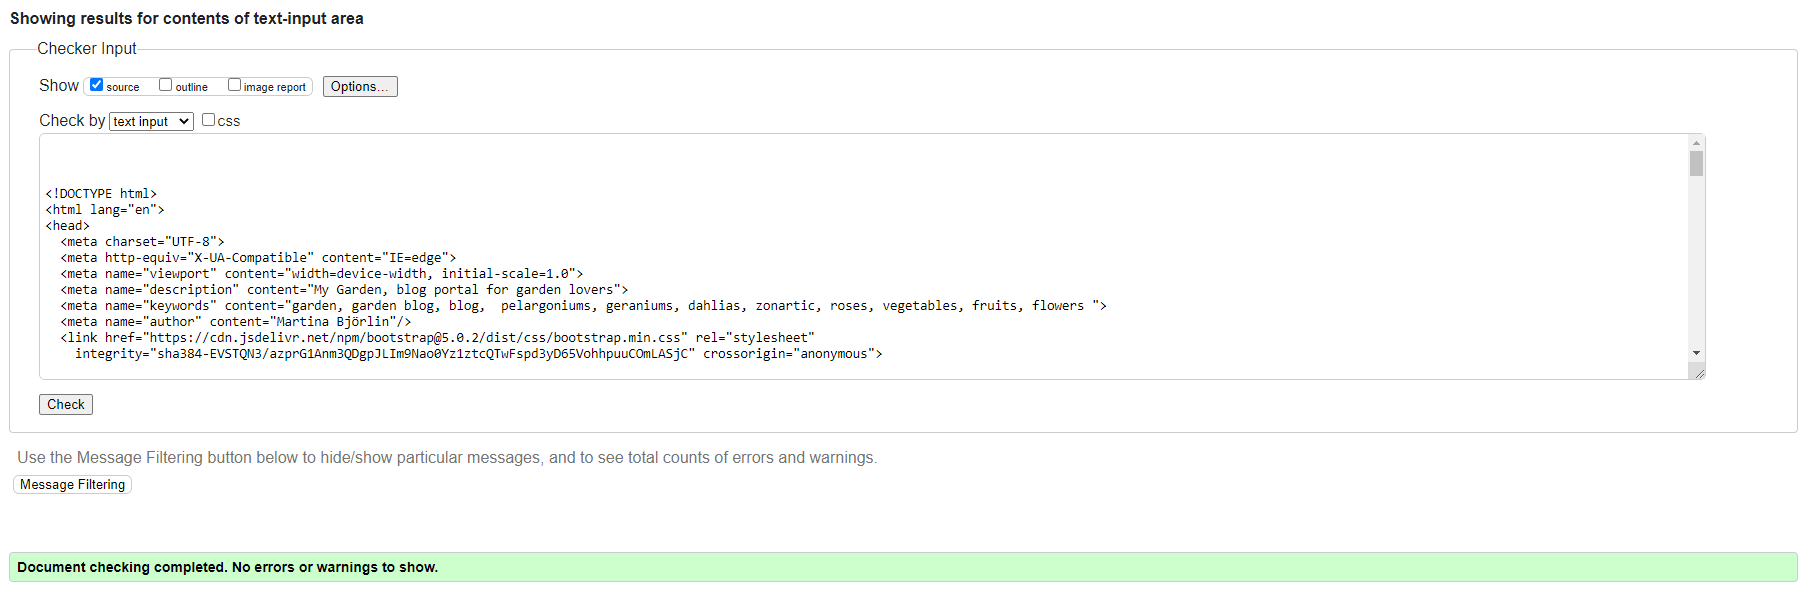 Showing results for contents of text-input area
Checker Input
Show source outline image report Options...
Check by text input css
<!DOCTYPE html>
<html lang="en">
<head>
<meta charset="UTF-8">
<meta http-equiv="X-UA-Compatible" content="IE=edge">
<meta name="viewport" content="width=device-width, initial-scale=1.0">
<meta name="description" content="My Garden, blog portal for garden lovers">
<meta name="keywords" content="garden, garden blog, blog,  pelargoniums, geraniums, dahlias, zonartic, roses, vegetables, fruits, flowers ">
<meta name="author" content="Martina Björlin"/>
<link href="https://cdn.jsdelivr.net/npm/bootstrap@5.0.2/dist/css/bootstrap.min.css" rel="stylesheet"
integrity="sha384-EVSTQN3/azprG1Anm3QDgpJLIm9Nao0Yz1ztcQTwFspd3yD65VohhpuuCOmLASjC" crossorigin="anonymous">
Check
Use the Message Filtering button below to hide/show particular messages, and to see total counts of errors and warnings.
Message Filtering
Document checking completed. No errors or warnings to show.